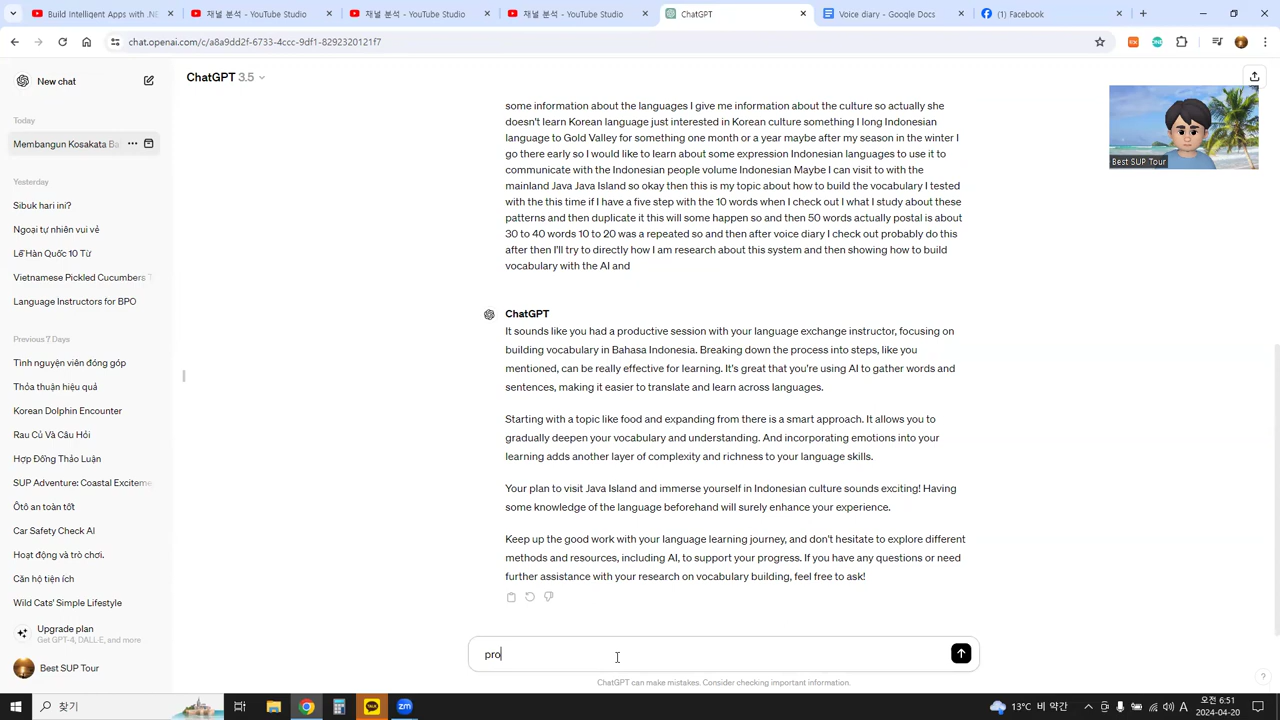 Build Intelligent Apps with .NE
채널 분석 - YouTube Studio
채널 분석 - YouTube Studio
채널 분석 - YouTube Studio
ChatGPT
Voice diary - Google Docs
(1) Facebook
chat.openai.com/c/a8a9dd2f-6733-4ccc-9df1-8292320121f7
New chat
Today
Membangun Kosakata Ba
Yesterday
Sibuk hari ini?
Ngoại tự nhiên vui vẻ
Lễ Hàn Quốc 10 Từ
Vietnamese Pickled Cucumbers T
Language Instructors for BPO
Previous 7 Days
Tình nguyện viên đóng góp
Thỏa thuận hiệu quả
Korean Dolphin Encounter
Rau Củ Và Câu Hỏi
Hợp Đồng Thảo Luận
SUP Adventure: Coastal Exciteme
Ôtô an toàn tốt
Car Safety Check AI
Hoạt động và trò chơi.
Căn hộ tiện ích
Wild Cats' Simple Lifestyle
Upgrade plan
Get GPT-4, DALL·E, and more
Best SUP Tour
ChatGPT 3.5
some information about the languages I give me information about the culture so actually she
doesn't learn Korean language just interested in Korean culture something I long Indonesian
language to Gold Valley for something one month or a year maybe after my season in the winter I
go there early so I would like to learn about some expression Indonesian languages to use it to
communicate with the Indonesian people volume Indonesian Maybe I can visit to with the
mainland Java Java Island so okay then this is my topic about how to build the vocabulary I tested
with the this time if I have a five step with the 10 words when I check out I what I study about these
patterns and then duplicate it this will some happen so and then 50 words actually postal is about
30 to 40 words 10 to 20 was a repeated so and then after voice diary I check out probably do this
after then I'll try to directly how I am research about this system and then showing how to build
vocabulary with the AI and
ChatGPT
It sounds like you had a productive session with your language exchange instructor, focusing on
building vocabulary in Bahasa Indonesia. Breaking down the process into steps, like you
mentioned, can be really effective for learning. It's great that you're using AI to gather words and
sentences, making it easier to translate and learn across languages.
Starting with a topic like food and expanding from there is a smart approach. It allows you to
gradually deepen your vocabulary and understanding. And incorporating emotions into your
learning adds another layer of complexity and richness to your language skills.
Your plan to visit Java Island and immerse yourself in Indonesian culture sounds exciting! Having
some knowledge of the language beforehand will surely enhance your experience.
Keep up the good work with your language learning journey, and don't hesitate to explore different
methods and resources, including AI, to support your progress. If you have any questions or need
further assistance with your research on vocabulary building, feel free to ask!
pro
ChatGPT can make mistakes. Consider checking important information.
?
Best SUP Tour
찾기
TALK
zm
13°C 비 약간
A
오전 6:51
2024-04-20